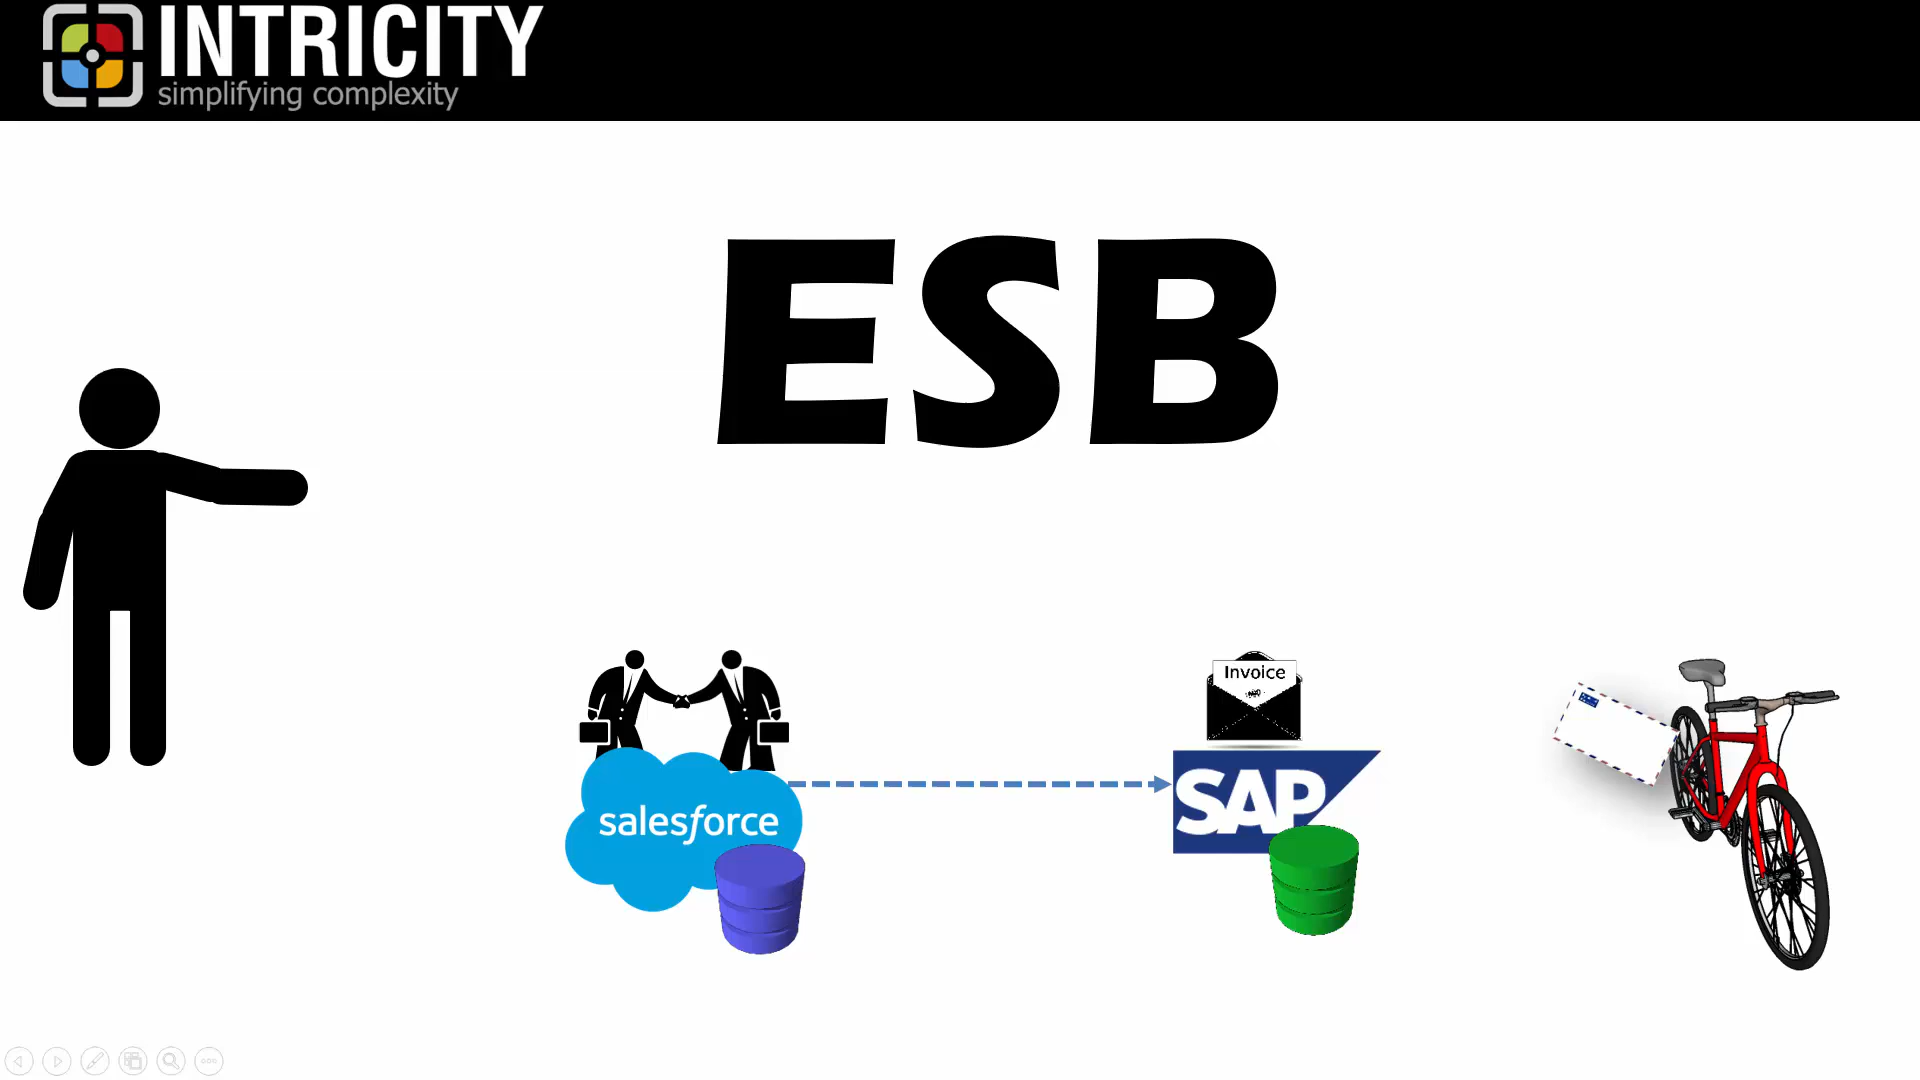 INTRICITY
simplifying complexity
ESB
Invoice
salesforce
SAP